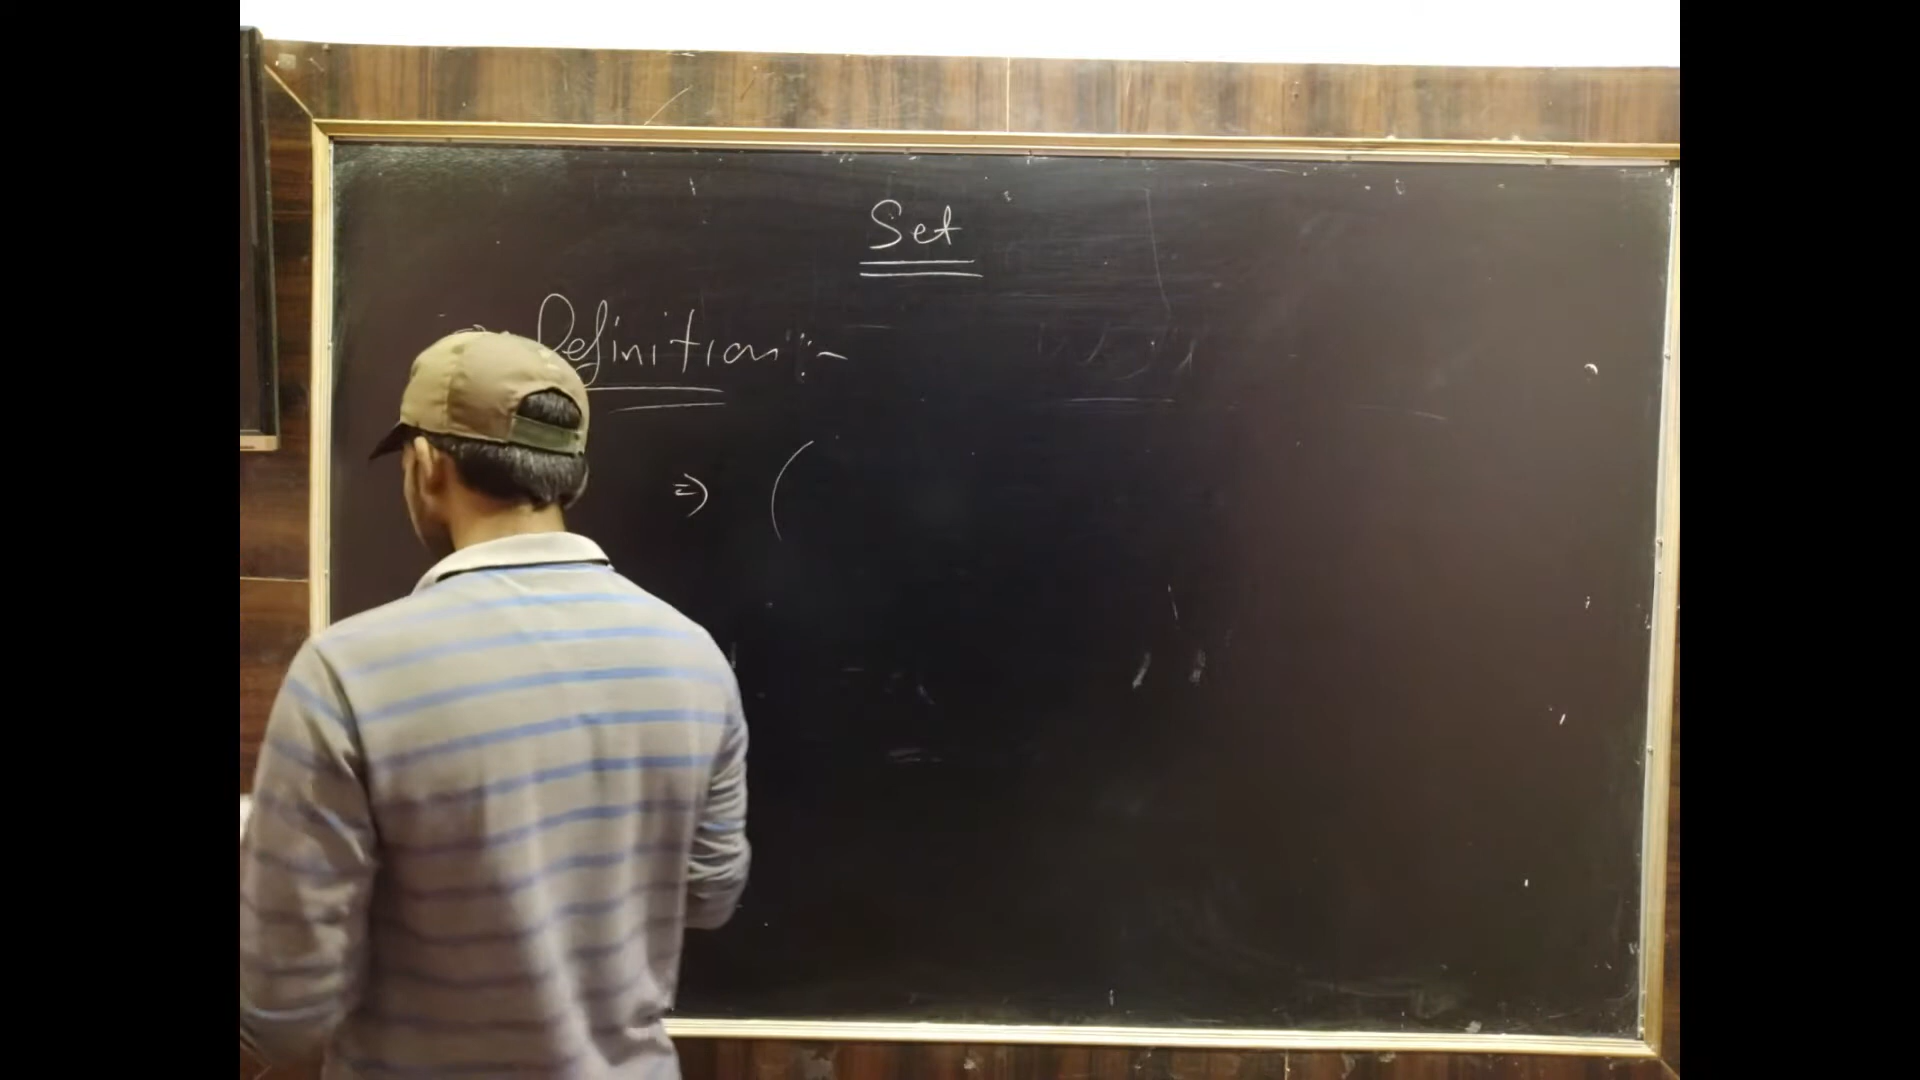 Set
Definition :-
⇒ (